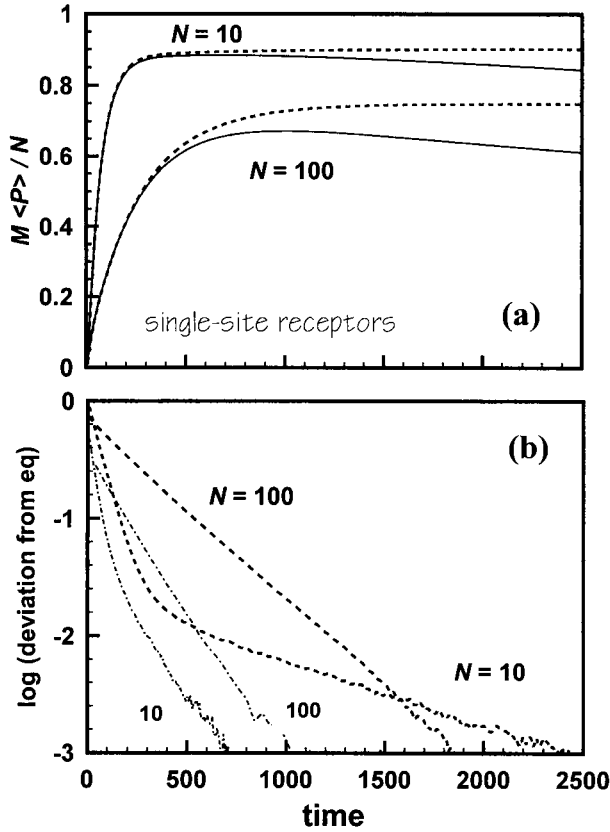 1
0.8
0.6
0.4
0.2
0
M <P> / N
N = 10
N = 100
single-site receptors
(a)
0
-1
-2
-3
log (deviation from eq)
(b)
N = 100
N = 10
10
100
0
500
1000
1500
2000
2500
time